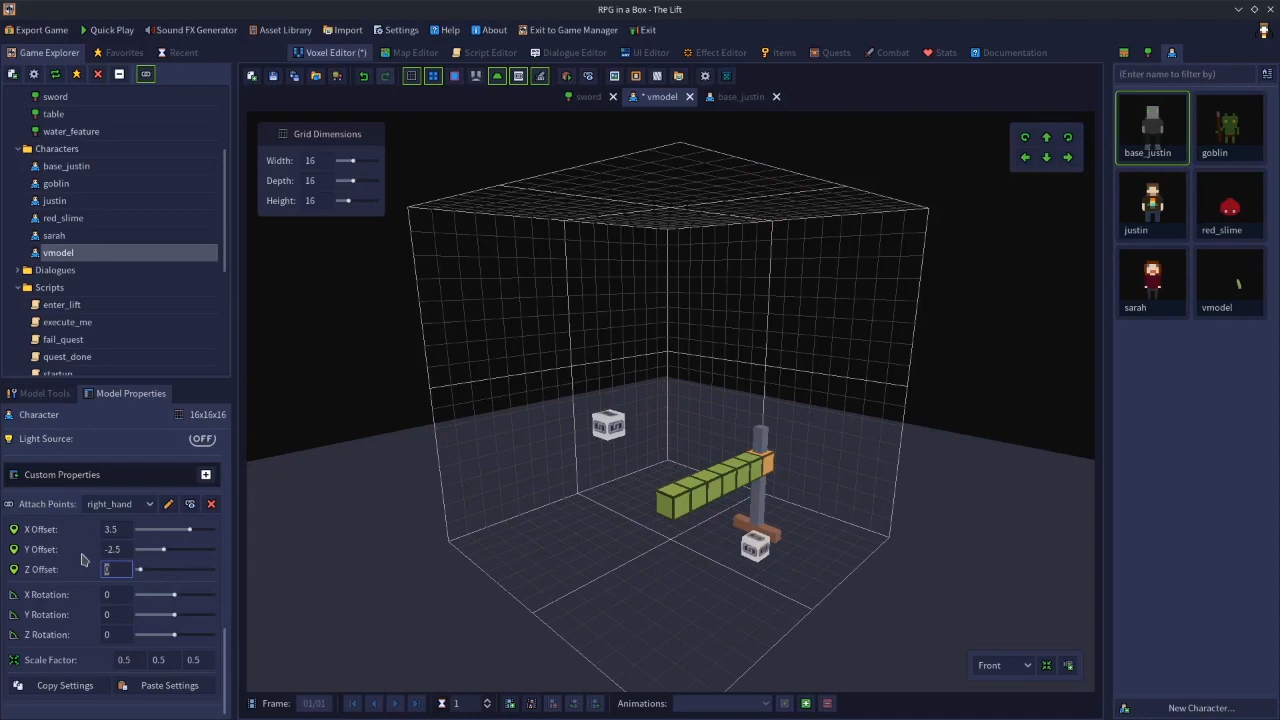 RPG in a Box - The Lift
Export Game Quick Play Sound FX Generator Asset Library Import Settings Help About Exit to Game Manager Exit
Game Explorer Favorites Recent Voxel Editor (*) Map Editor Script Editor Dialogue Editor UI Editor Effect Editor Items Quests Combat Stats Documentation
(Enter name to filter by)
sword * vmodel base_justin
sword
table
water_feature
Characters
base_justin
goblin
justin
red_slime
sarah
vmodel
Dialogues
Scripts
enter_lift
execute_me
fail_quest
quest_done
startup
Grid Dimensions
Width: 16
Depth: 16
Height: 16
base_justin goblin
justin red_slime
sarah vmodel
Model Tools Model Properties
Character 16x16x16
Light Source: (OFF)
Custom Properties
Attach Points: right_hand
X Offset: 3.5
Y Offset: -2.5
Z Offset: 0
X Rotation: 0
Y Rotation: 0
Z Rotation: 0
Scale Factor: 0.5 0.5 0.5
Copy Settings Paste Settings
Front
Frame: 01/01 1 Animations:
New Character...